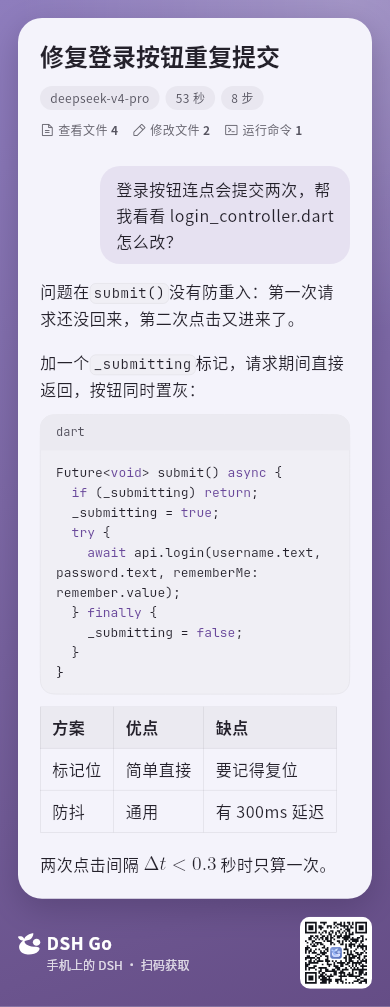 修复登录按钮重复提交
deepseek-v4-pro 53 秒 8 步
查看文件 4 修改文件 2 运行命令 1
登录按钮连点会提交两次，帮
我看看 login_controller.dart
怎么改？
问题在 submit() 没有防重入：第一次请
求还没回来，第二次点击又进来了。
加一个 _submitting 标记，请求期间直接
返回，按钮同时置灰：
dart
Future<void> submit() async {
  if (_submitting) return;
  _submitting = true;
  try {
    await api.login(username.text,
password.text, rememberMe:
remember.value);
  } finally {
    _submitting = false;
  }
}
方案 优点 缺点
标记位 简单直接 要记得复位
防抖 通用 有 300ms 延迟
两次点击间隔 Δt < 0.3 秒时只算一次。
DSH Go
手机上的 DSH · 扫码获取